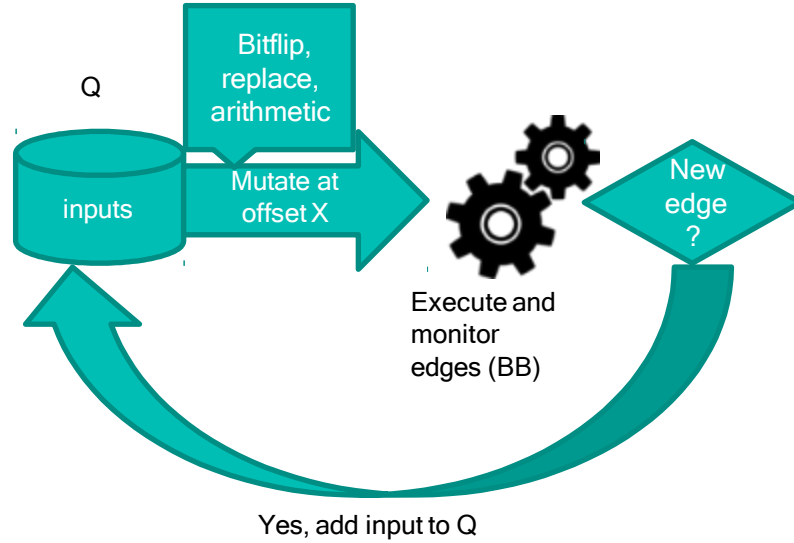 Q
inputs
Bitflip,
replace,
arithmetic
Mutate at
offset X
Execute and
monitor
edges (BB)
New
edge
?
Yes, add input to Q